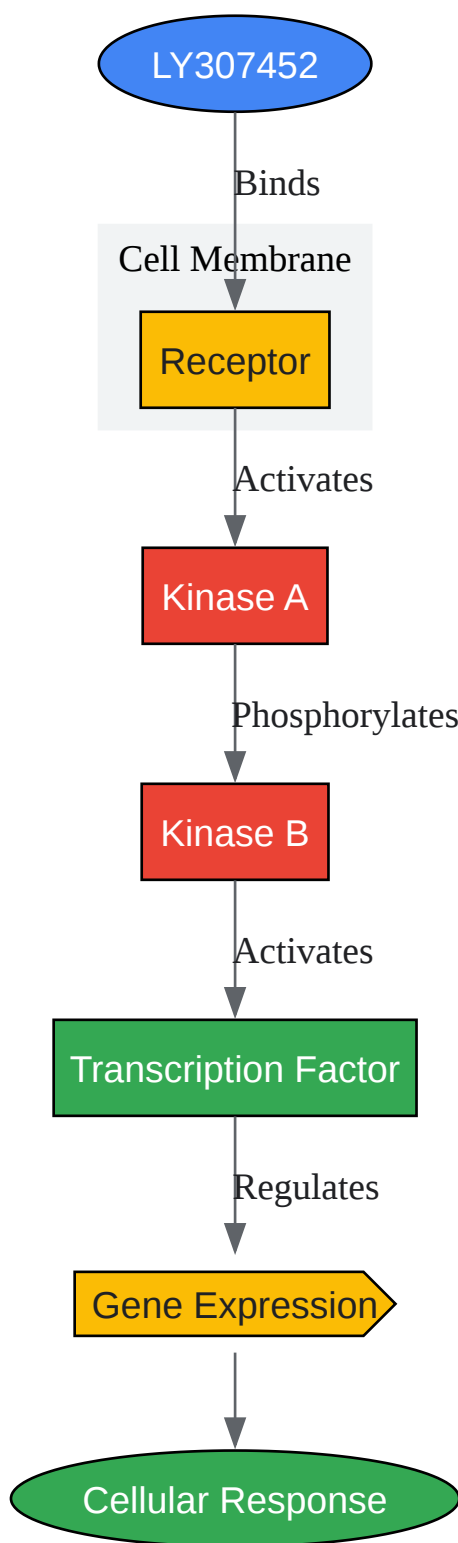 LY307452
Binds
Cell Membrane
Receptor
Activates
Kinase A
Phosphorylates
Kinase B
Activates
Transcription Factor
Regulates
Gene Expression
Cellular Response